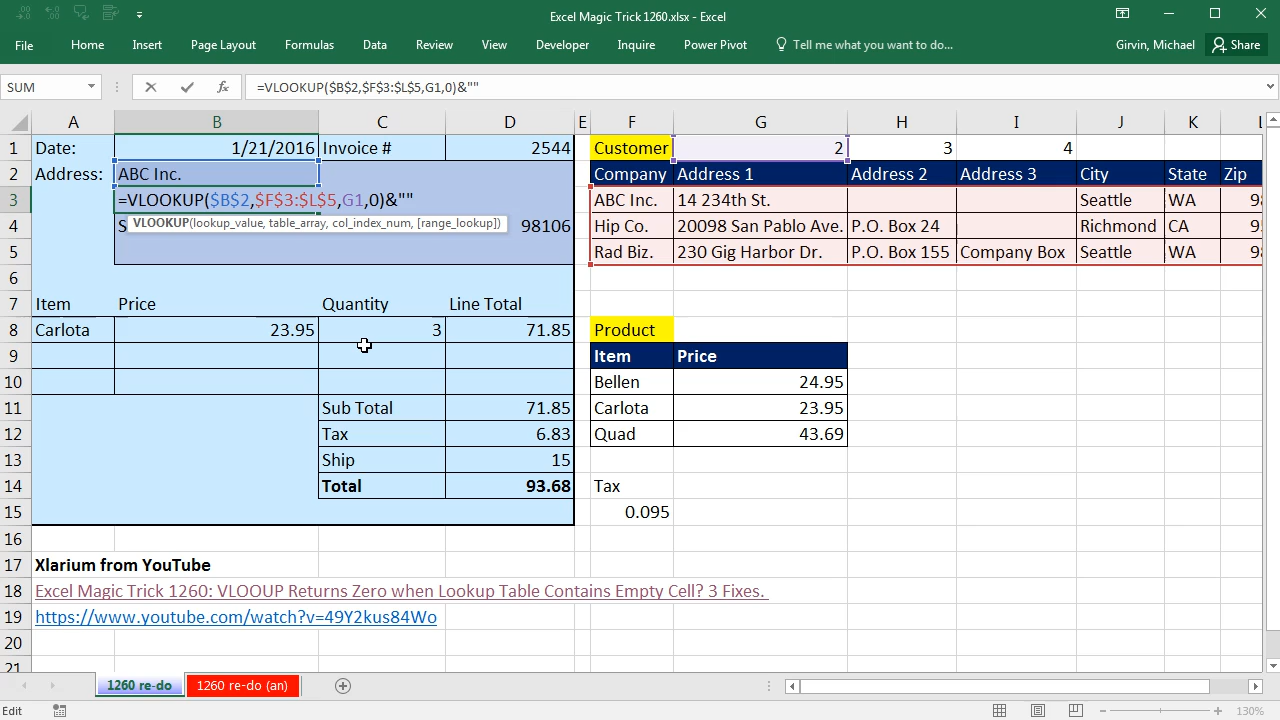 Excel Magic Trick 1260.xlsx - Excel
File Home Insert Page Layout Formulas Data Review View Developer Inquire Power Pivot Tell me what you want to do... Girvin, Michael Share
SUM fx =VLOOKUP($B$2,$F$3:$L$5,G1,0)&""
A B C D E F G H I J K L
1 Date: 1/21/2016 Invoice # 2544 Customer 2 3 4
2 Address: ABC Inc. Company Address 1 Address 2 Address 3 City State Zip
3 =VLOOKUP($B$2,$F$3:$L$5,G1,0)&"" ABC Inc. 14 234th St. Seattle WA
VLOOKUP(lookup_value, table_array, col_index_num, [range_lookup])
4 S 98106 Hip Co. 20098 San Pablo Ave. P.O. Box 24 Richmond CA
5 Rad Biz. 230 Gig Harbor Dr. P.O. Box 155 Company Box Seattle WA
6
7 Item Price Quantity Line Total
8 Carlota 23.95 3 71.85 Product
9 Item Price
10 Bellen 24.95
11 Sub Total 71.85 Carlota 23.95
12 Tax 6.83 Quad 43.69
13 Ship 15
14 Total 93.68 Tax
15 0.095
16
17 Xlarium from YouTube
18 Excel Magic Trick 1260: VLOOUP Returns Zero when Lookup Table Contains Empty Cell? 3 Fixes.
19 https://www.youtube.com/watch?v=49Y2kus84Wo
20
21
1260 re-do 1260 re-do (an)
Edit 130%